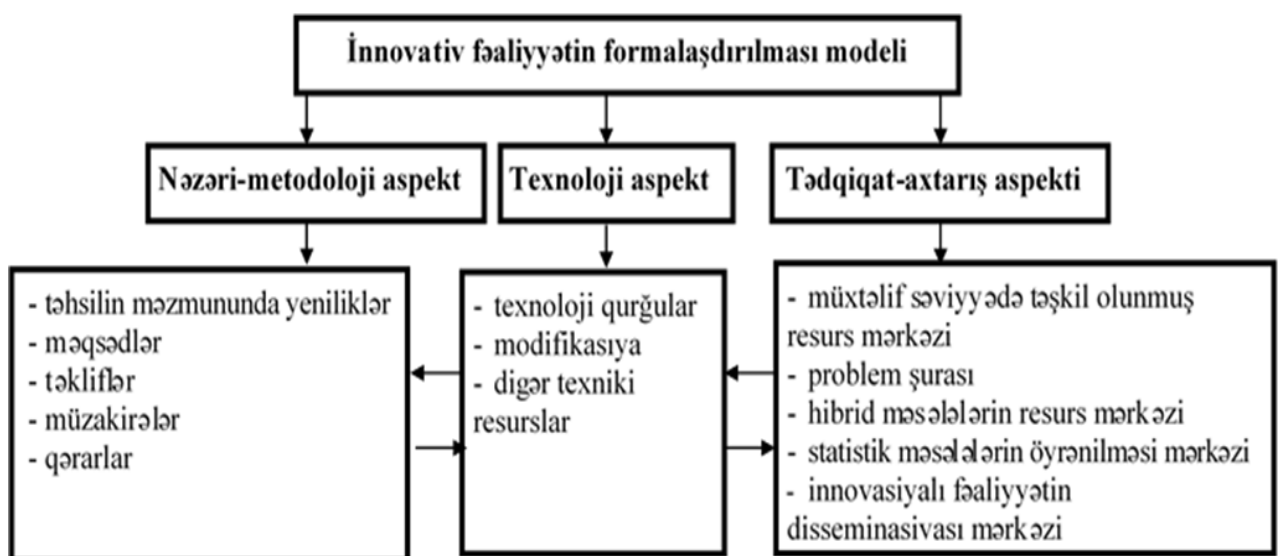 İnnovativ fəaliyyətin formalaşdırılması modeli
Nəzəri-metodoloji aspekt
Texnoloji aspekt
Tədqiqat-axtarış aspekti
- təhsilin məzmununda yeniliklər
- məqsədlər
- təkliflər
- müzakirələr
- qərarlar
- texnoloji qurğular
- modifikasıya
- digər texniki
resurslar
- müxtəlif səviyyədə təşkil olunmuş
resurs mərkəzi
- problem şurası
- hibrid məsələlərin resurs mərkəzi
- statistik məsələlərin öyrənilməsi mərkəzi
- innovasiyalı fəaliyyətin
disseminasivası mərkəzi